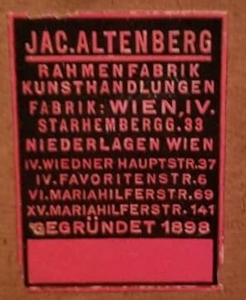 JAC.ALTENBERG
RAHMENFABRIK
KUNSTHANDLUNGEN
FABRIK: WIEN, IV.
STARHEMBERGG.33
NIEDERLAGEN WIEN
IV.WIEDNER HAUPTSTR.37
IV.FAVORITENSTR.6
VI.MARIAHILFERSTR.69
XV.MARIAHILFERSTR.141
GEGRÜNDET 1898